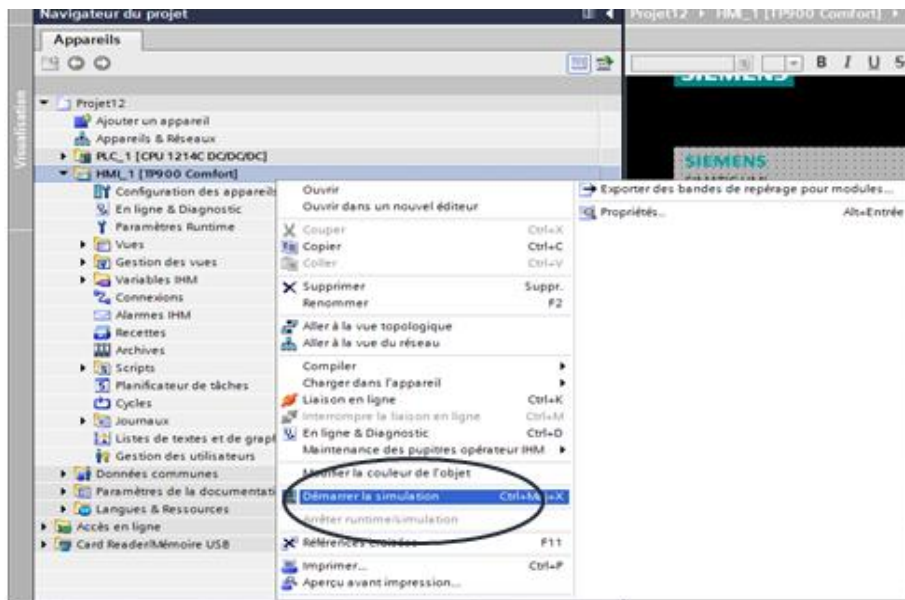 Navigateur du projet
Projet12 HMI_1 [TP900 Comfort]
Appareils
B I U S
Visualisation
SIEMENS
Projet12
Ajouter un appareil
Appareils & Réseaux
PLC_1 [CPU 1214C DC/DC/DC]
SIEMENS
HMI_1 [TP900 Comfort]
SIMATIC HMI
Configuration des appareils
En ligne & Diagnostic
Paramètres Runtime
Vues
Gestion des vues
Variables IHM
Connexions
Alarmes IHM
Recettes
Archives
Scripts
Planificateur de tâches
Cycles
Journaux
Listes de textes et de grap
Gestion des utilisateurs
Données communes
Paramètres de la documentati
Langues & Ressources
Accès en ligne
Card Reader/Mémoire USB
Ouvrir
Ouvrir dans un nouvel éditeur
Couper Ctrl+X
Copier Ctrl+C
Coller Ctrl+V
Supprimer Suppr.
Renommer F2
Aller à la vue topologique
Aller à la vue du réseau
Compiler
Charger dans l'appareil
Liaison en ligne Ctrl+K
Interrompre la liaison en ligne Ctrl+M
En ligne & Diagnostic Ctrl+D
Maintenance des pupitres opérateur IHM
Modifier la couleur de l'objet
Démarrer la simulation Ctrl+Maj+X
Arrêter runtime/simulation
Références croisées F11
Imprimer... Ctrl+P
Aperçu avant impression...
Exporter des bandes de repérage pour modules...
Propriétés... Alt+Entrée